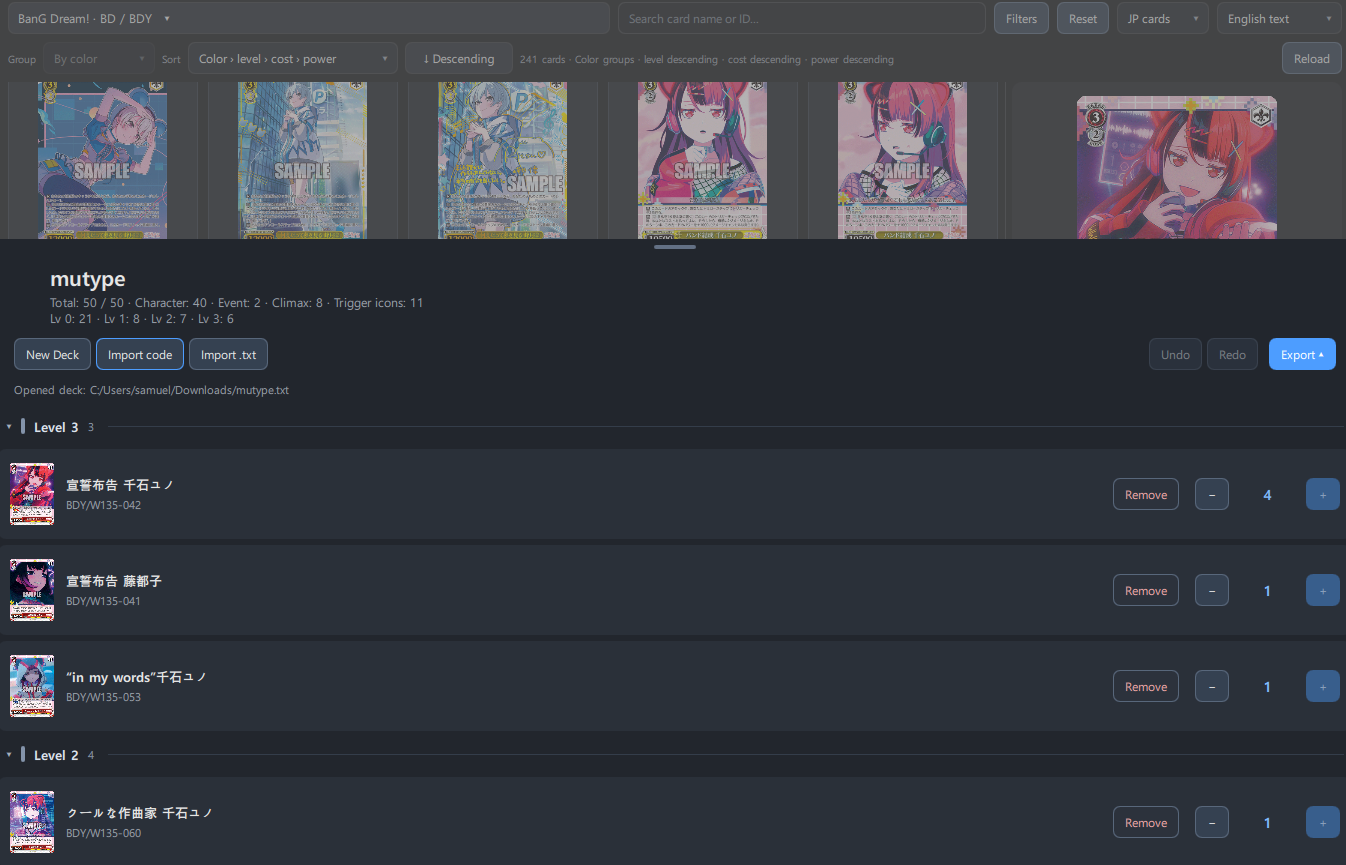 BanG Dream! · BD / BDY ▾
Search card name or ID...
Filters
Reset
JP cards ▾
English text ▾
Group
By color ▾
Sort
Color › level › cost › power ▾
↓ Descending
241 cards · Color groups · level descending · cost descending · power descending
Reload
SAMPLE
SAMPLE
SAMPLE
SAMPLE
SAMPLE
3
2
mutype
Total: 50 / 50 · Character: 40 · Event: 2 · Climax: 8 · Trigger icons: 11
Lv 0: 21 · Lv 1: 8 · Lv 2: 7 · Lv 3: 6
New Deck
Import code
Import .txt
Undo
Redo
Export ▴
Opened deck: C:/Users/samuel/Downloads/mutype.txt
▾ Level 3 3
宣誓布告 千石ユノ
BDY/W135-042
Remove − 4 +
宣誓布告 藤都子
BDY/W135-041
Remove − 1 +
“in my words”千石ユノ
BDY/W135-053
Remove − 1 +
▾ Level 2 4
クールな作曲家 千石ユノ
BDY/W135-060
Remove − 1 +